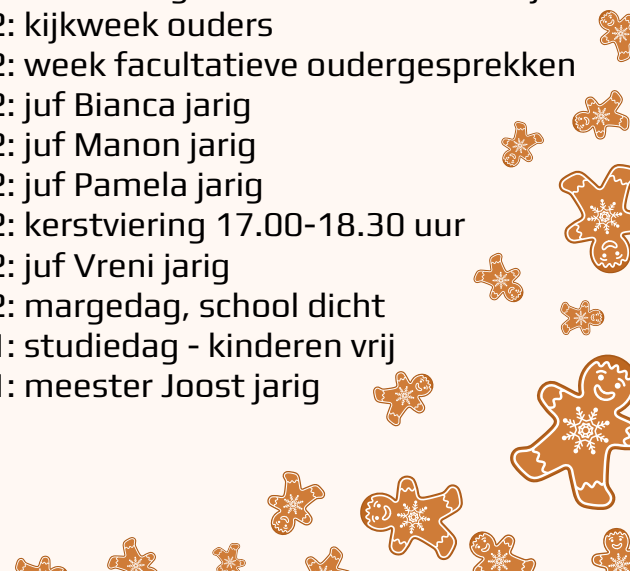 2: kijkweek ouders
2: week facultatieve oudergesprekken
2: juf Bianca jarig
2: juf Manon jarig
2: juf Pamela jarig
2: kerstviering 17.00-18.30 uur
2: juf Vreni jarig
2: margedag, school dicht
1: studiedag - kinderen vrij
1: meester Joost jarig